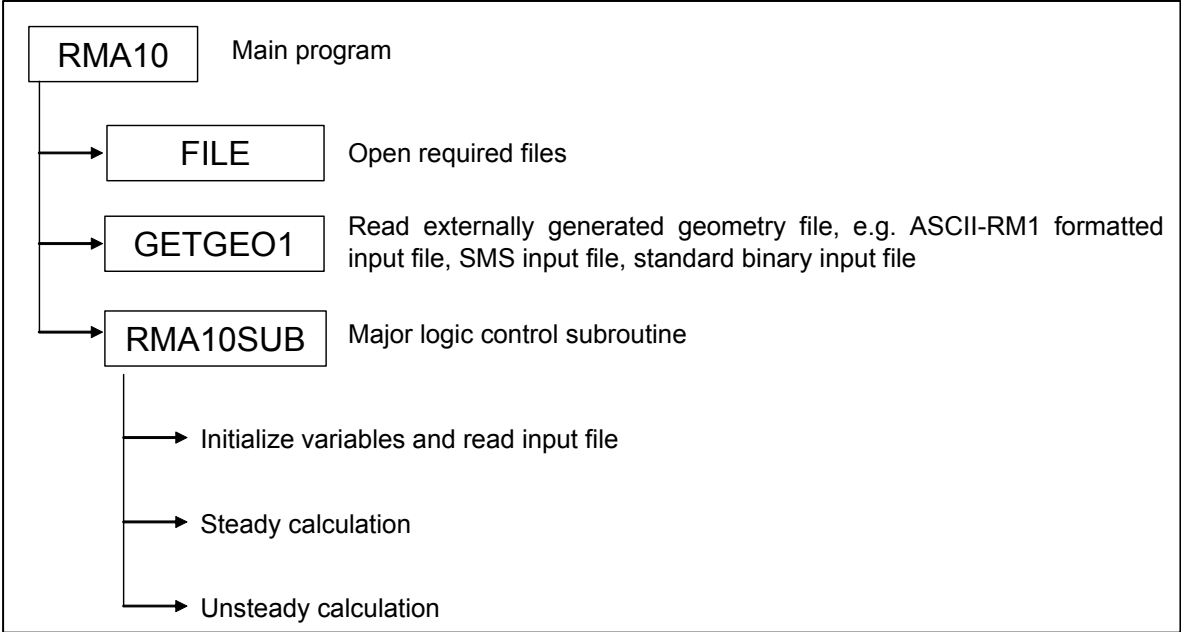 RMA10 Main program
FILE Open required files
GETGEO1 Read externally generated geometry file, e.g. ASCII-RM1 formatted
input file, SMS input file, standard binary input file
RMA10SUB Major logic control subroutine
Initialize variables and read input file
Steady calculation
Unsteady calculation